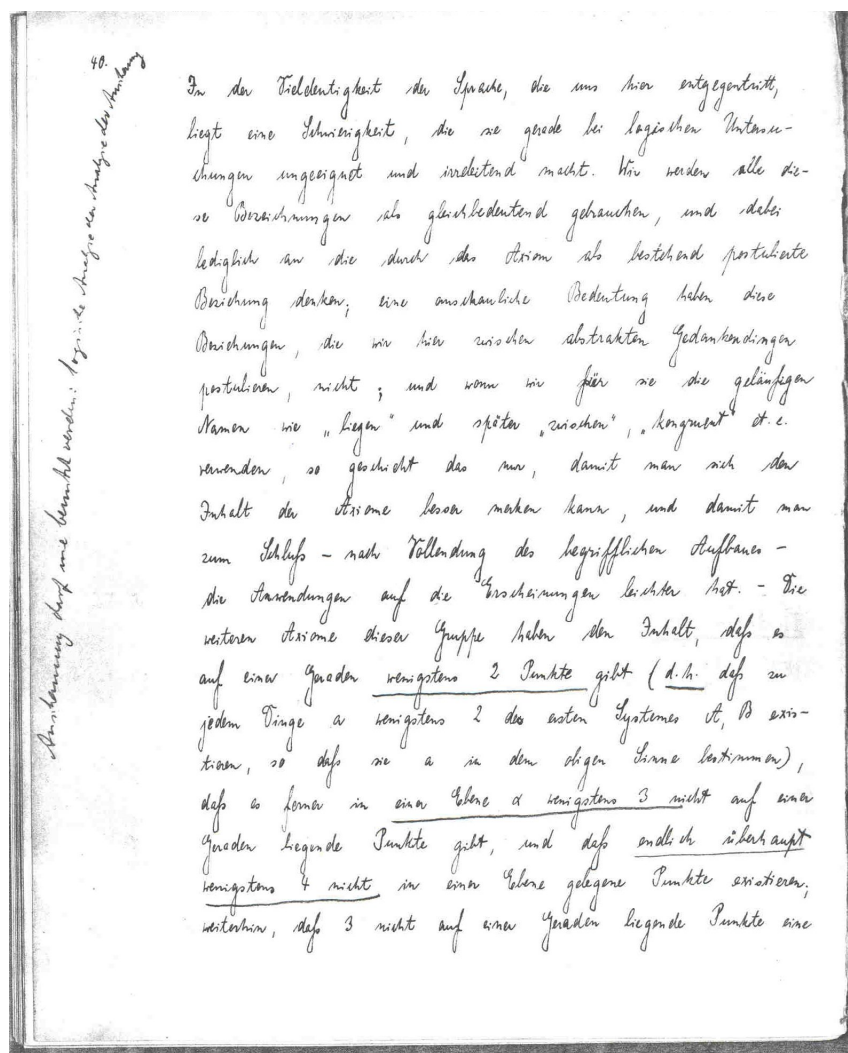 40.
In der Vieldeutigkeit der Sprache, die uns hier entgegentritt,
liegt eine Schwierigkeit, die sie gerade bei logischen Untersu-
chungen ungeeignet und irreleitend macht. Wir werden alle die-
se Bezeichnungen als gleichbedeutend gebrauchen, und dabei
lediglich an die durch das Axiom als bestehend postulierte
Beziehung denken; eine anschauliche Bedeutung haben diese
Beziehungen, die wir hier zwischen abstrakten Gedankendingen
postulieren, nicht; und wenn wir für sie die geläufigen
Namen wie „liegen" und später „zwischen", „kongruent" et.c.
verwenden, so geschieht das nur, damit man sich den
Inhalt der Axiome besser merken kann, und damit man
zum Schluß – nach Vollendung des begrifflichen Aufbaues –
die Anwendungen auf die Erscheinungen leichter hat. – Die
weiteren Axiome dieser Gruppe haben den Inhalt, daß es
auf einer Geraden wenigstens 2 Punkte gibt (d.h. daß zu
jedem Dinge a wenigstens 2 des ersten Systemes A, B exis-
tieren, so daß sie a in dem obigen Sinne bestimmen),
daß es ferner in einer Ebene α wenigstens 3 nicht auf einer
Geraden liegende Punkte gibt, und daß endlich überhaupt
wenigstens 4 nicht in einer Ebene gelegene Punkte existieren;
weiterhin, daß 3 nicht auf einer Geraden liegende Punkte eine
Anschauung darf nie benutzt werden: logische Analyse der Anschauung